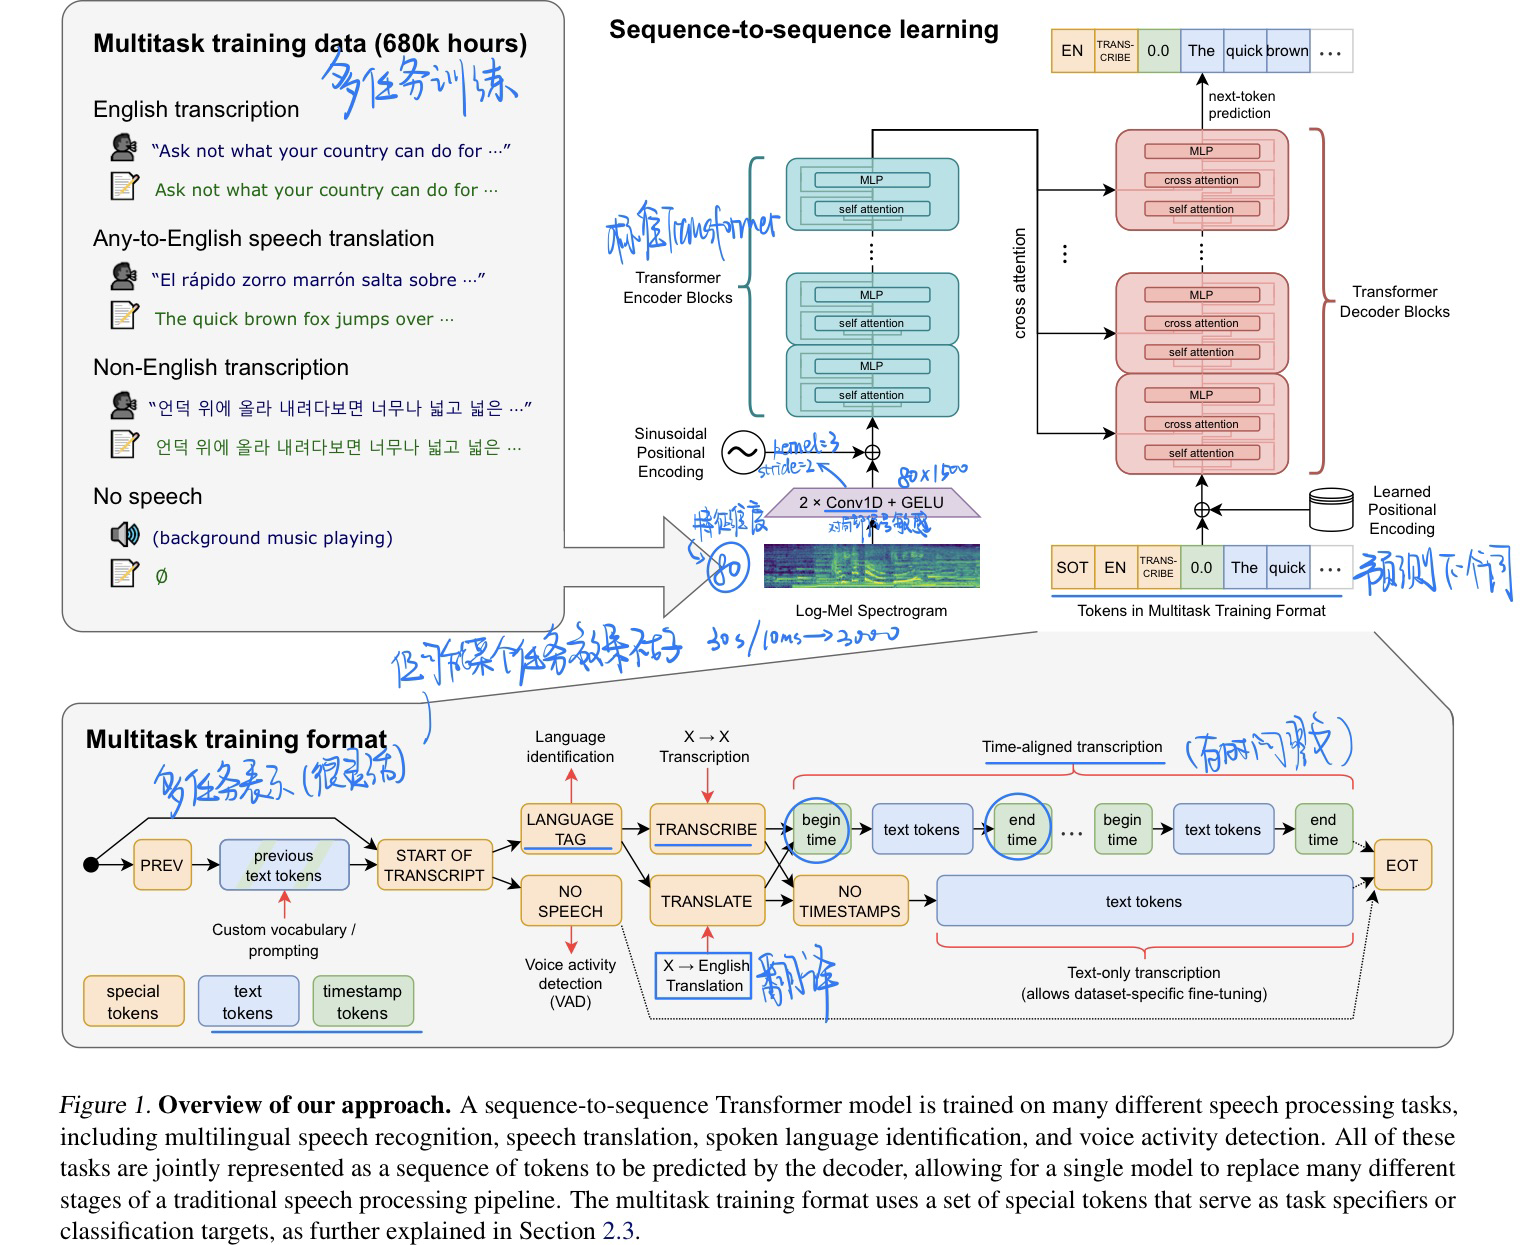 Multitask training data (680k hours)
多任务训练
English transcription
“Ask not what your country can do for ⋯”
Ask not what your country can do for ⋯
Any-to-English speech translation
“El rápido zorro marrón salta sobre ⋯”
The quick brown fox jumps over ⋯
Non-English transcription
“언덕 위에 올라 내려다보면 너무나 넓고 넓은 ⋯”
언덕 위에 올라 내려다보면 너무나 넓고 넓은 ⋯
No speech
(background music playing)
∅
Sequence-to-sequence learning
EN
TRANS-
CRIBE
0.0
The
quick
brown
⋯
next-token
prediction
MLP
self attention
⋮
MLP
self attention
MLP
self attention
标准Transformer
Transformer
Encoder Blocks
cross attention
⋮
MLP
cross attention
self attention
⋮
MLP
cross attention
self attention
MLP
cross attention
self attention
Transformer
Decoder Blocks
Sinusoidal
Positional
Encoding
kernel=3
stride=2
80×1500
2 × Conv1D + GELU
特征维度
80
Log-Mel Spectrogram
30s/10ms→3000
Learned
Positional
Encoding
SOT
EN
TRANS-
CRIBE
0.0
The
quick
⋯
预测下个词
Tokens in Multitask Training Format
但可能某个任务效果不好
Multitask training format
多任务表示(很灵活)
PREV
previous
text tokens
Custom vocabulary /
prompting
START OF
TRANSCRIPT
Language
identification
LANGUAGE
TAG
NO
SPEECH
Voice activity
detection
(VAD)
X → X
Transcription
TRANSCRIBE
TRANSLATE
X → English
Translation
翻译
Time-aligned transcription
(有时间戳)
begin
time
text tokens
end
time
⋯
begin
time
text tokens
end
time
NO
TIMESTAMPS
text tokens
Text-only transcription
(allows dataset-specific fine-tuning)
EOT
special
tokens
text
tokens
timestamp
tokens
Figure 1. Overview of our approach. A sequence-to-sequence Transformer model is trained on many different speech processing tasks,
including multilingual speech recognition, speech translation, spoken language identification, and voice activity detection. All of these
tasks are jointly represented as a sequence of tokens to be predicted by the decoder, allowing for a single model to replace many different
stages of a traditional speech processing pipeline. The multitask training format uses a set of special tokens that serve as task specifiers or
classification targets, as further explained in Section 2.3.